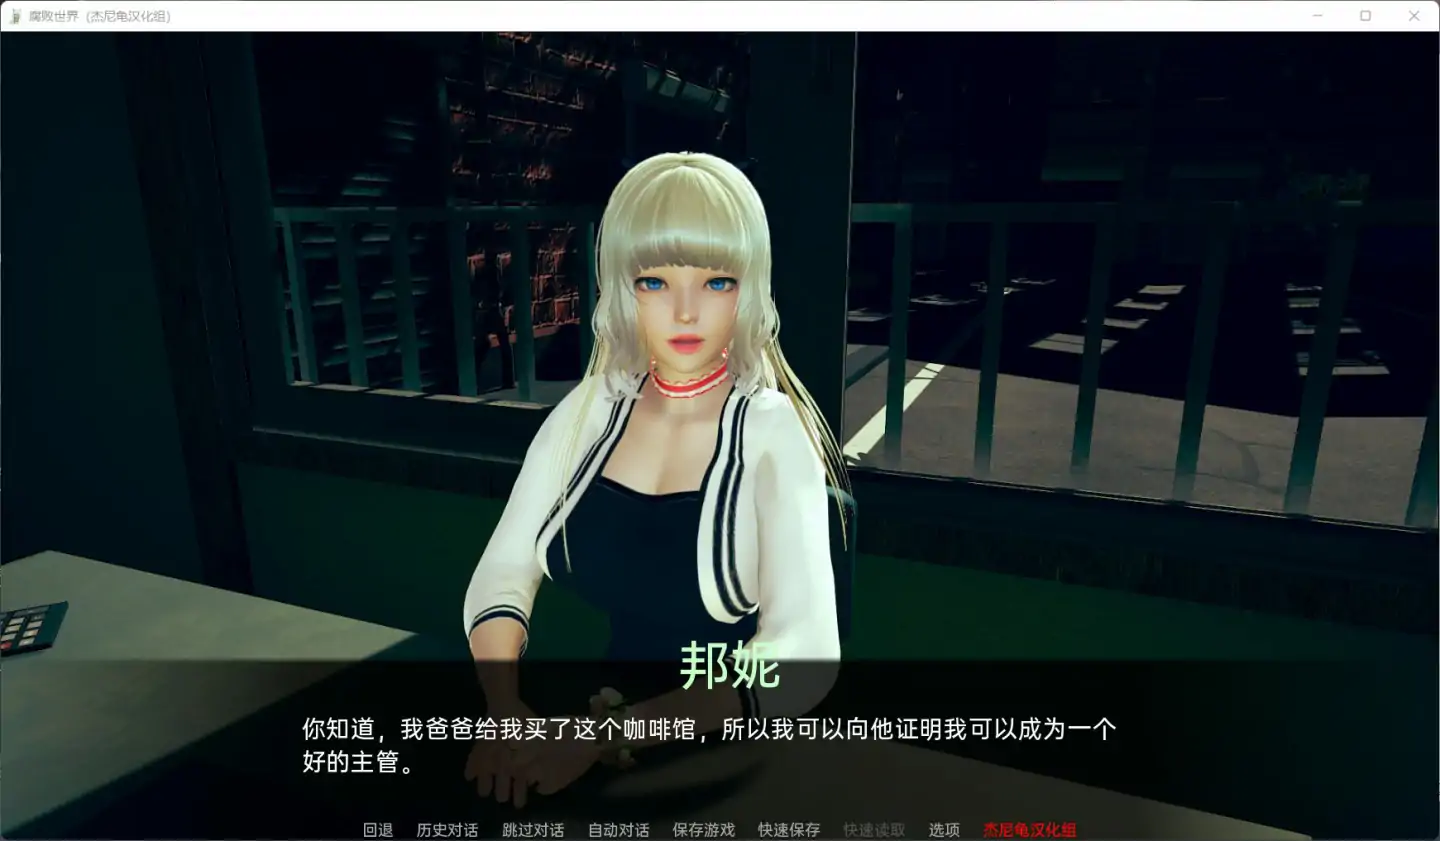 腐败世界 (杰尼龟汉化组)
邦妮
你知道，我爸爸给我买了这个咖啡馆，所以我可以向他证明我可以成为一个
好的主管。
回退 历史对话 跳过对话 自动对话 保存游戏 快速保存 快速读取 选项 杰尼龟汉化组